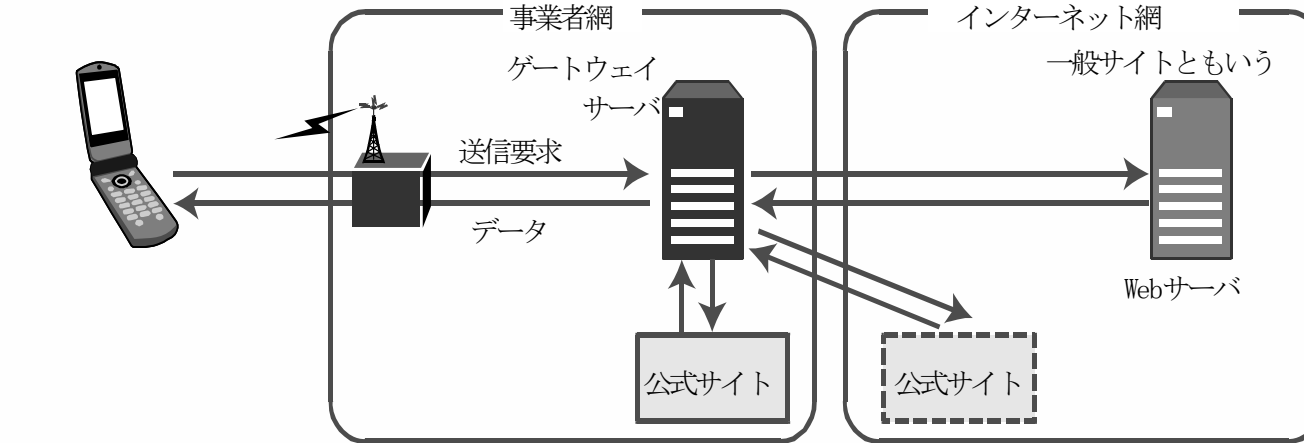 事業者網
インターネット網
ゲートウェイ
サーバ
一般サイトともいう
送信要求
データ
Webサーバ
公式サイト
公式サイト